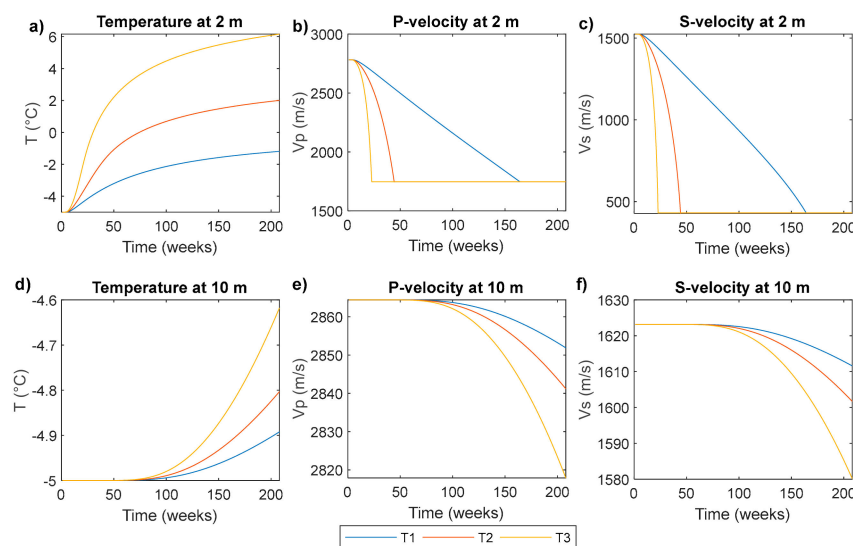 a)
Temperature at 2 m
6
4
2
0
-2
-4
T (°C)
0
50
100
150
200
Time (weeks)
b)
P-velocity at 2 m
3000
2500
2000
1500
Vp (m/s)
0
50
100
150
200
Time (weeks)
c)
S-velocity at 2 m
1500
1000
500
Vs (m/s)
0
50
100
150
200
Time (weeks)
d)
Temperature at 10 m
-4.6
-4.7
-4.8
-4.9
-5
T (°C)
0
50
100
150
200
Time (weeks)
e)
P-velocity at 10 m
2860
2850
2840
2830
2820
Vp (m/s)
0
50
100
150
200
Time (weeks)
f)
S-velocity at 10 m
1630
1620
1610
1600
1590
1580
Vs (m/s)
0
50
100
150
200
Time (weeks)
T1 T2 T3